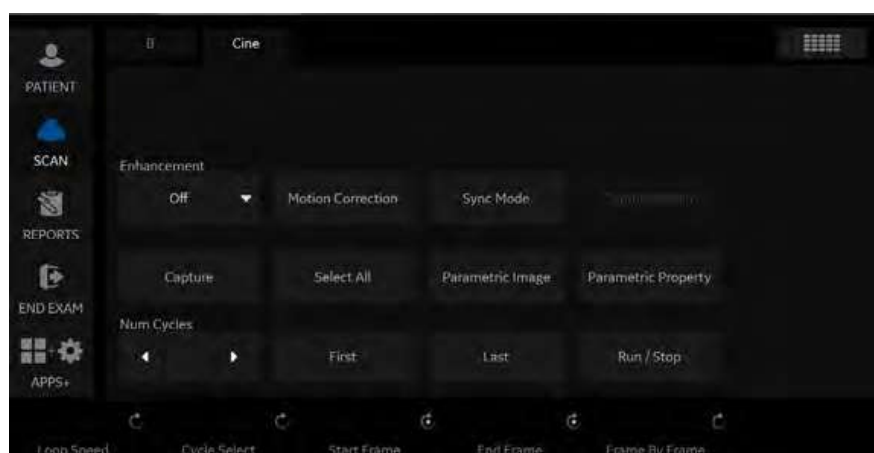 B Cine
PATIENT
SCAN
Enhancement
Off Motion Correction Sync Mode
REPORTS
Capture Select All Parametric Image Parametric Property
END EXAM
Num Cycles
First Last Run / Stop
APPS+
Loop Speed Cycle Select Start Frame End Frame Frame By Frame